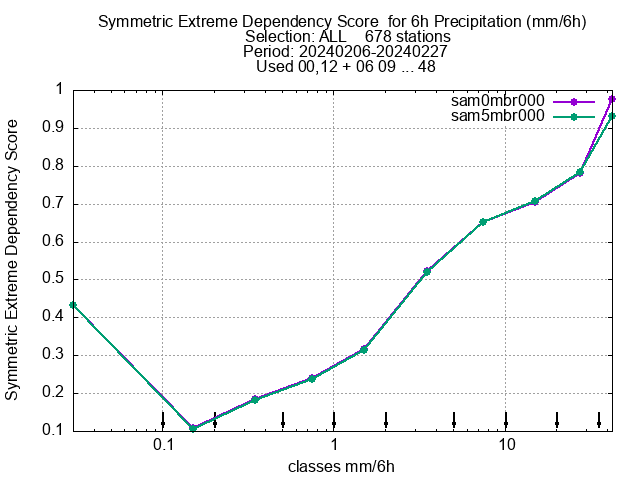 Symmetric Extreme Dependency Score  for 6h Precipitation (mm/6h)
Selection: ALL    678 stations
Period: 20240206-20240227
Used 00,12 + 06 09 ... 48
sam0mbr000
sam5mbr000
1
0.9
0.8
0.7
0.6
0.5
0.4
0.3
0.2
0.1
Symmetric Extreme Dependency Score
0.1 1 10
classes mm/6h